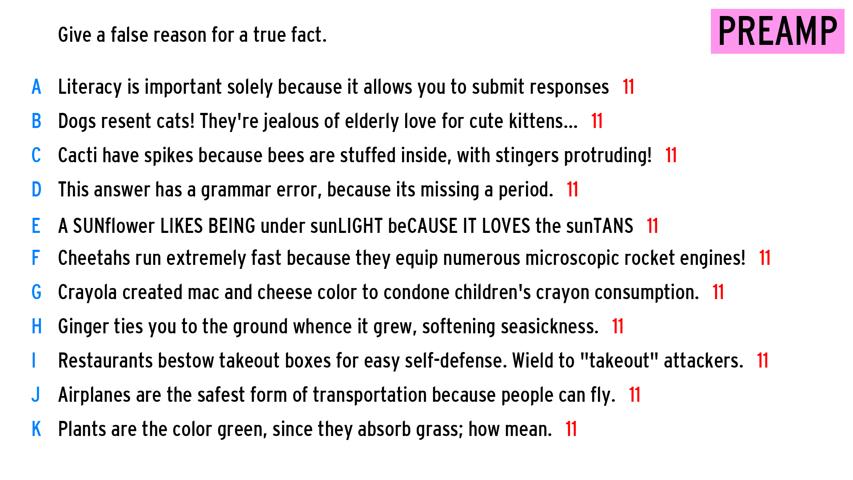 Give a false reason for a true fact.
PREAMP
A Literacy is important solely because it allows you to submit responses 11
B Dogs resent cats! They're jealous of elderly love for cute kittens... 11
C Cacti have spikes because bees are stuffed inside, with stingers protruding! 11
D This answer has a grammar error, because its missing a period. 11
E A SUNflower LIKES BEING under sunLIGHT beCAUSE IT LOVES the sunTANS 11
F Cheetahs run extremely fast because they equip numerous microscopic rocket engines! 11
G Crayola created mac and cheese color to condone children's crayon consumption. 11
H Ginger ties you to the ground whence it grew, softening seasickness. 11
I Restaurants bestow takeout boxes for easy self-defense. Wield to "takeout" attackers. 11
J Airplanes are the safest form of transportation because people can fly. 11
K Plants are the color green, since they absorb grass; how mean. 11